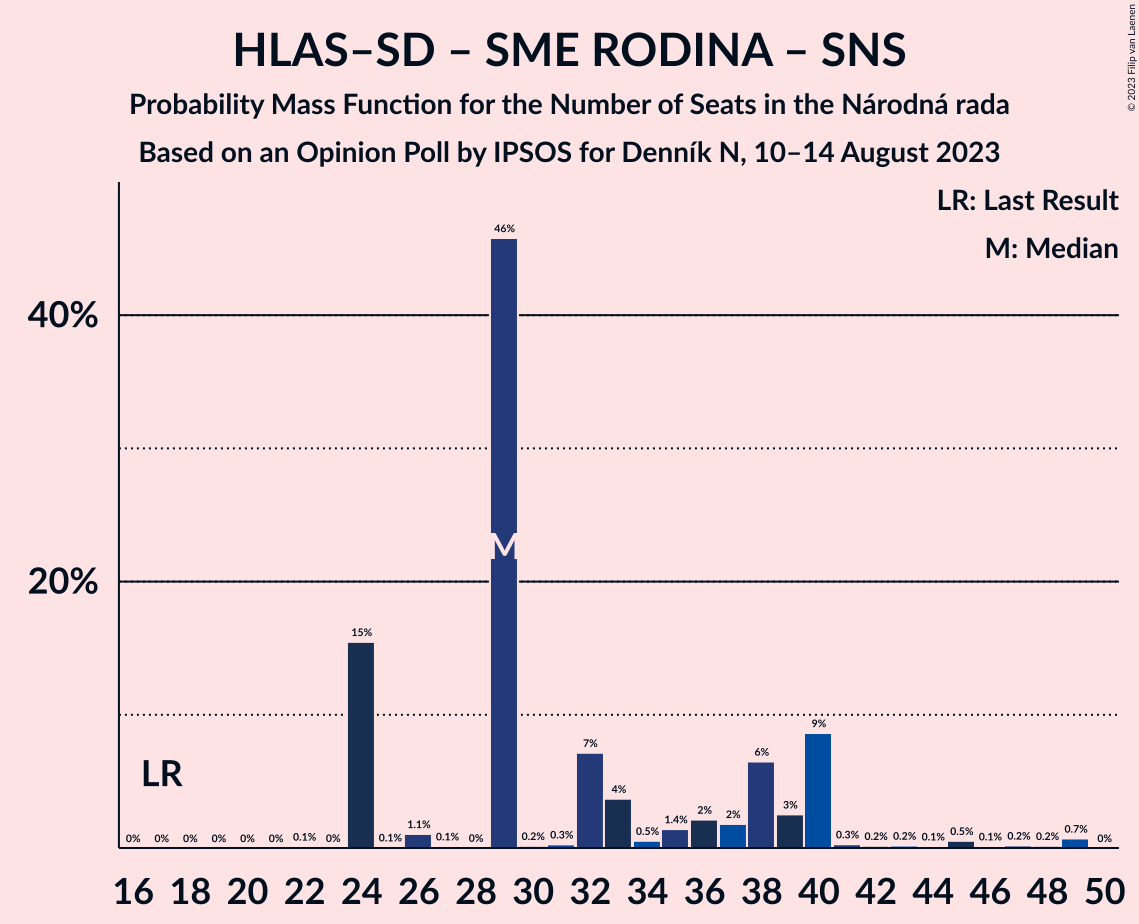 HLAS–SD – SME RODINA – SNS
Probability Mass Function for the Number of Seats in the Národná rada
Based on an Opinion Poll by IPSOS for Denník N, 10–14 August 2023
© 2023 Filip van Laenen
LR: Last Result
M: Median
40%
20%
LR
M
0% 0% 0% 0% 0% 0% 0.1% 0% 15% 0.1% 1.1% 0.1% 0% 46% 0.2% 0.3% 7% 4% 0.5% 1.4% 2% 2% 6% 3% 9% 0.3% 0.2% 0.2% 0.1% 0.5% 0.1% 0.2% 0.2% 0.7% 0%
16 18 20 22 24 26 28 30 32 34 36 38 40 42 44 46 48 50